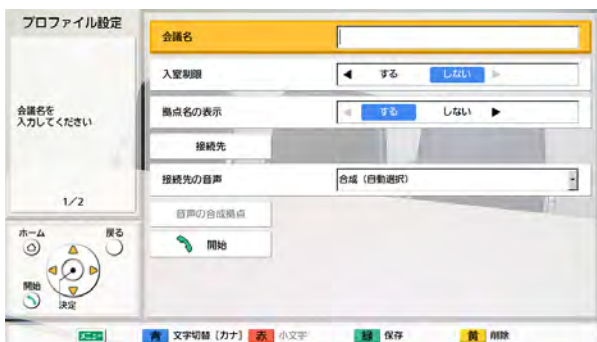 プロファイル設定
会議名を
入力してください
1/2
ホーム
戻る
開始
決定
会議名
入室制限
◀ する しない ▶
拠点名の表示
◀ する しない ▶
接続先
接続先の音声
合成（自動選択）
音声の合成拠点
開始
メニュー 青 文字切替 [カナ] 赤 小文字 緑 保存 黄 削除